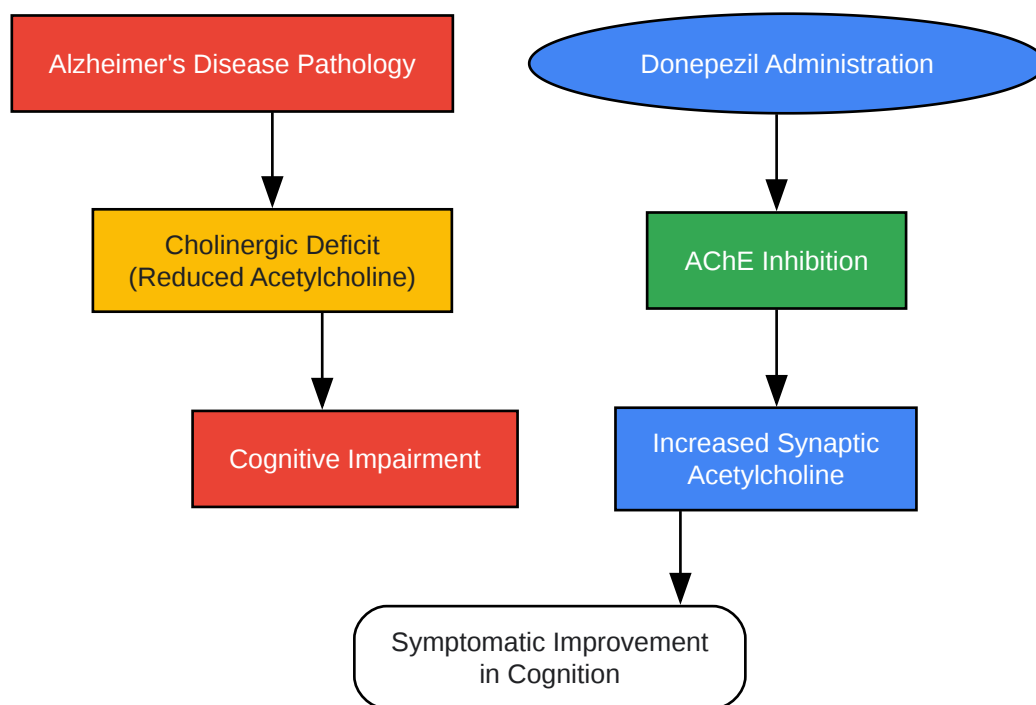 Alzheimer's Disease Pathology
Donepezil Administration
Cholinergic Deficit
(Reduced Acetylcholine)
AChE Inhibition
Cognitive Impairment
Increased Synaptic
Acetylcholine
Symptomatic Improvement
in Cognition